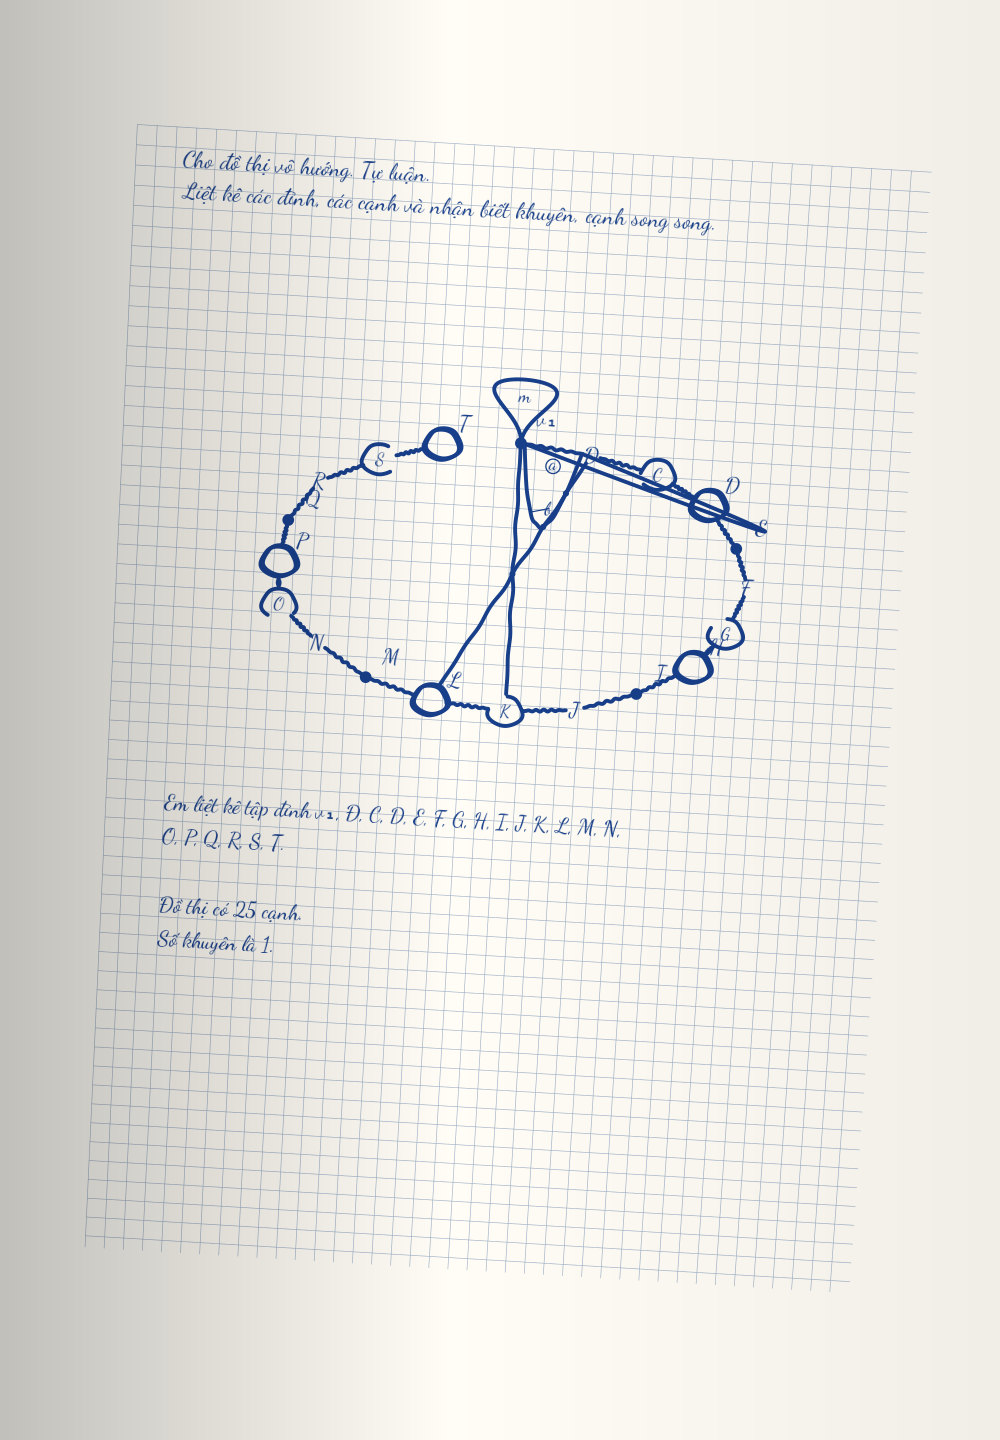 Cho đồ thị vô hướng. Tự luận.
Liệt kê các đỉnh, các cạnh và nhận biết khuyên, cạnh song song.
m
v₁
T
S
R
Q
P
O
N
M
L
K
J
I
H
G
F
E
D
C
Đ
a
b
Em liệt kê tập đỉnh v₁, Đ, C, D, E, F, G, H, I, J, K, L, M, N,
O, P, Q, R, S, T.
Đồ thị có 25 cạnh.
Số khuyên là 1.